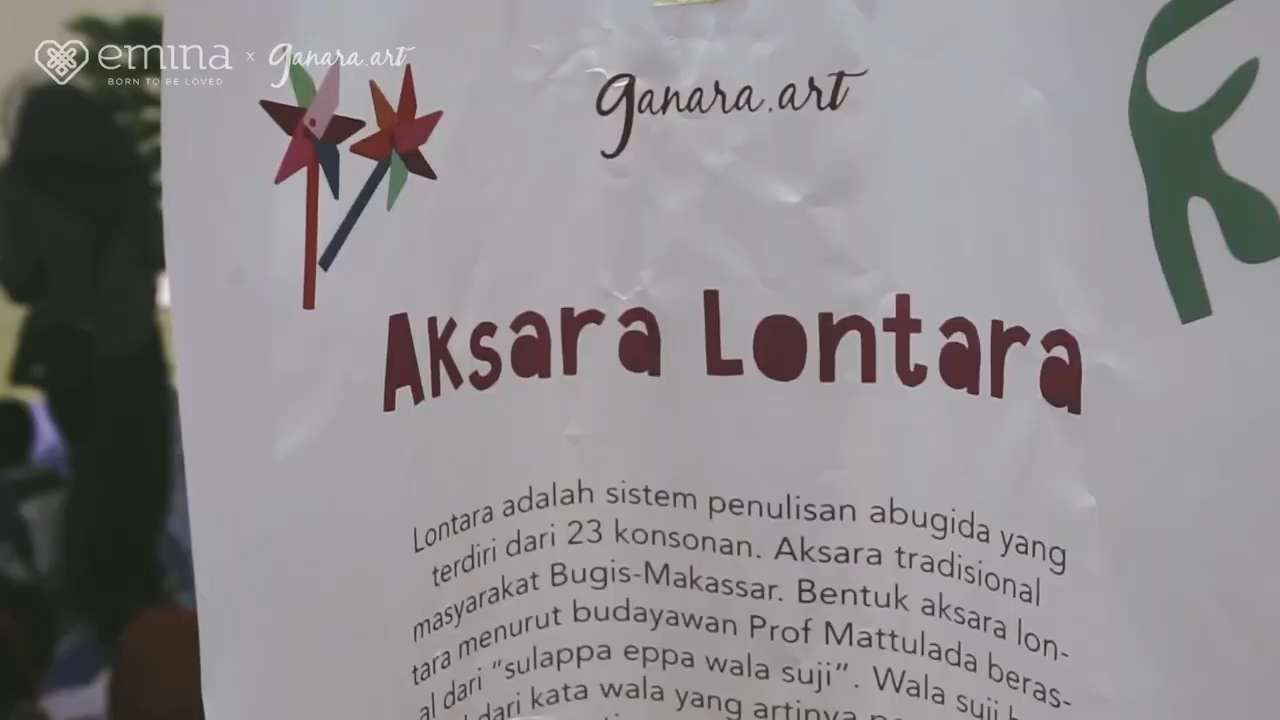 emina × ganara.art
BORN TO BE LOVED
ganara.art
Aksara Lontara
Lontara adalah sistem penulisan abugida yang
terdiri dari 23 konsonan. Aksara tradisional
masyarakat Bugis-Makassar. Bentuk aksara lon-
tara menurut budayawan Prof Mattulada beras-
al dari "sulappa eppa wala suji". Wala suji
dari kata wala yang artinya